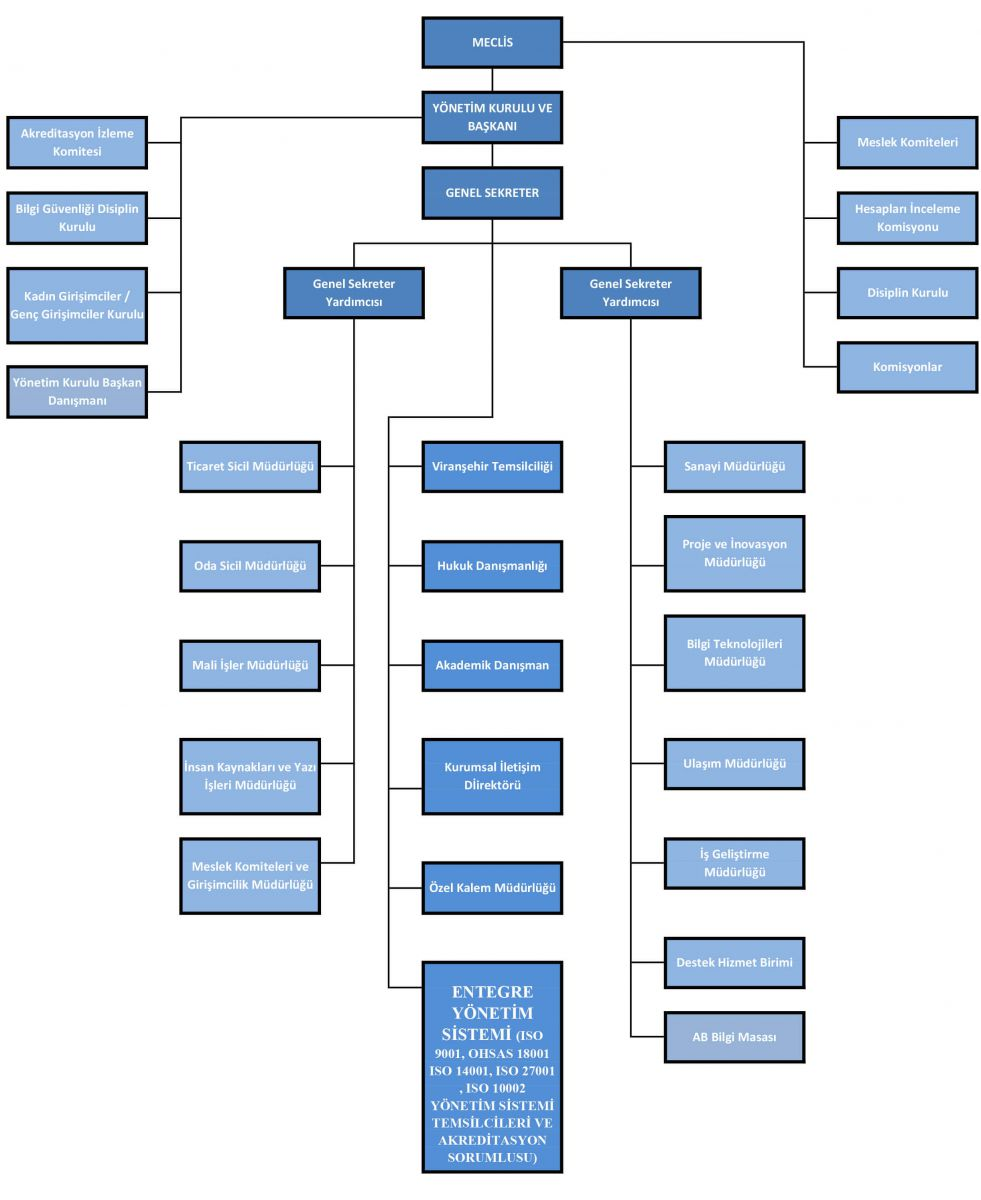 MECLİS
YÖNETİM KURULU VE
BAŞKANI
GENEL SEKRETER
Akreditasyon İzleme
Komitesi
Bilgi Güvenliği Disiplin
Kurulu
Kadın Girişimciler /
Genç Girişimciler Kurulu
Yönetim Kurulu Başkan
Danışmanı
Meslek Komiteleri
Hesapları İnceleme
Komisyonu
Disiplin Kurulu
Komisyonlar
Genel Sekreter
Yardımcısı
Genel Sekreter
Yardımcısı
Ticaret Sicil Müdürlüğü
Oda Sicil Müdürlüğü
Mali İşler Müdürlüğü
İnsan Kaynakları ve Yazı
İşleri Müdürlüğü
Meslek Komiteleri ve
Girişimcilik Müdürlüğü
Viranşehir Temsilciliği
Hukuk Danışmanlığı
Akademik Danışman
Kurumsal İletişim
Dİirektörü
Özel Kalem Müdürlüğü
ENTEGRE
YÖNETİM
SİSTEMİ (ISO
9001, OHSAS 18001
ISO 14001, ISO 27001
, ISO 10002
YÖNETİM SİSTEMİ
TEMSİLCİLERİ VE
AKREDİTASYON
SORUMLUSU)
Sanayi Müdürlüğü
Proje ve İnovasyon
Müdürlüğü
Bilgi Teknolojileri
Müdürlüğü
Ulaşım Müdürlüğü
İş Geliştirme
Müdürlüğü
Destek Hizmet Birimi
AB Bilgi Masası